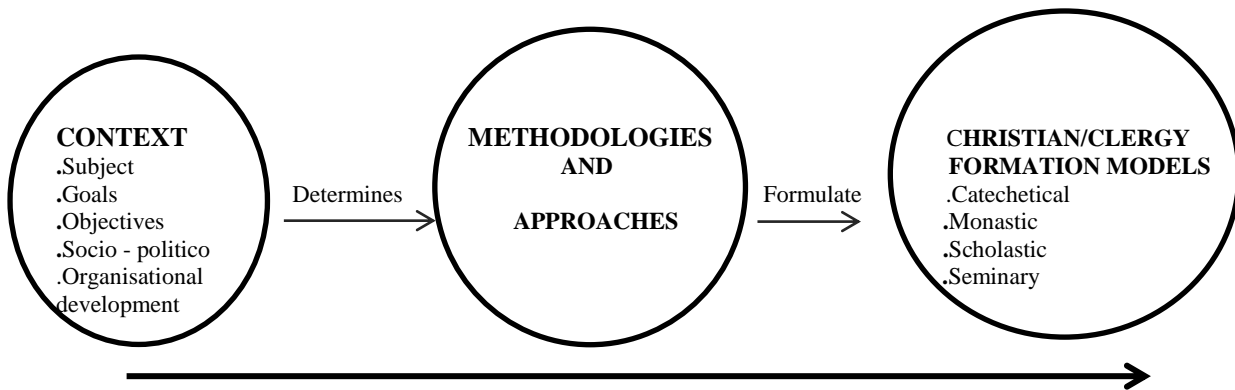 CONTEXT
.Subject
.Goals
.Objectives
.Socio - politico
.Organisational
development
Determines
METHODOLOGIES
AND
APPROACHES
Formulate
CHRISTIAN/CLERGY
FORMATION MODELS
.Catechetical
.Monastic
.Scholastic
.Seminary